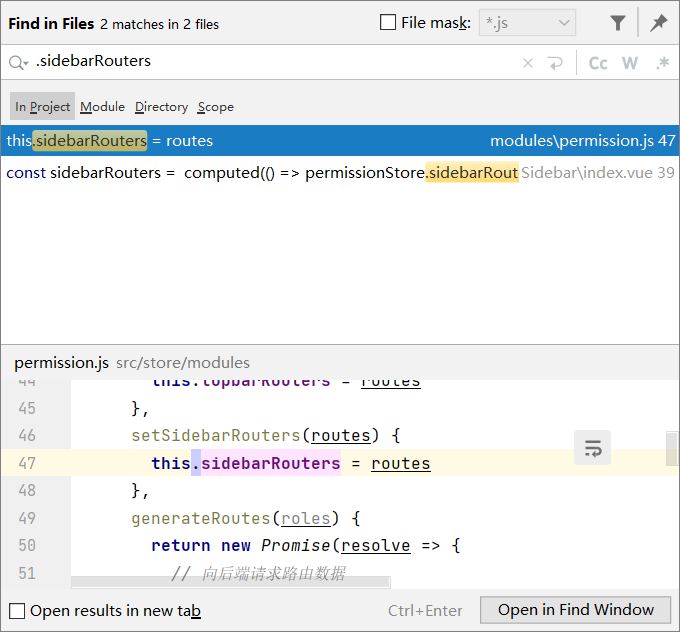 Find in Files 2 matches in 2 files File mask: *.js
.sidebarRouters Cc W .*
In Project Module Directory Scope
this.sidebarRouters = routes modules\permission.js 47
const sidebarRouters = computed(() => permissionStore.sidebarRout Sidebar\index.vue 39
permission.js src/store/modules
44 this.topbarRouters = routes
45 },
46 setSidebarRouters(routes) {
47 this.sidebarRouters = routes
48 },
49 generateRoutes(roles) {
50 return new Promise(resolve => {
51 // 向后端请求路由数据
Open results in new tab Ctrl+Enter Open in Find Window